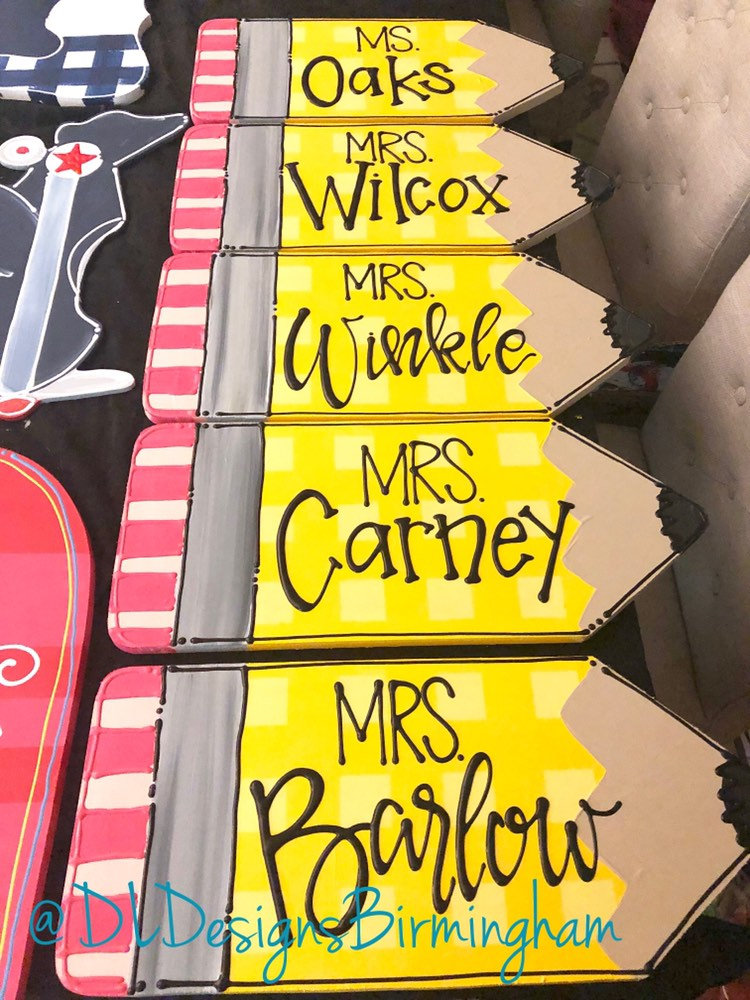 MS.
Oaks
MRS.
Wilcox
MRS.
Winkle
MRS.
Carney
MRS.
Barlow
@DLDesignsBirmingham